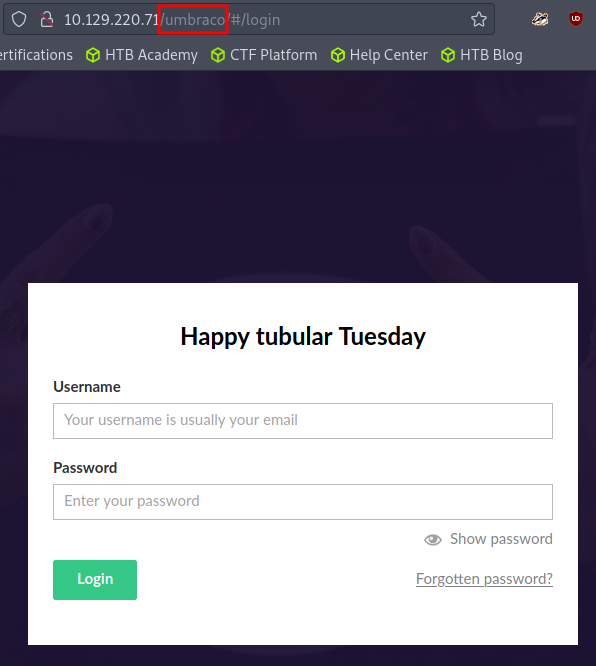 10.129.220.71/umbraco/#/login
ertifications HTB Academy CTF Platform Help Center HTB Blog
Happy tubular Tuesday
Username
Your username is usually your email
Password
Enter your password
Show password
Login Forgotten password?